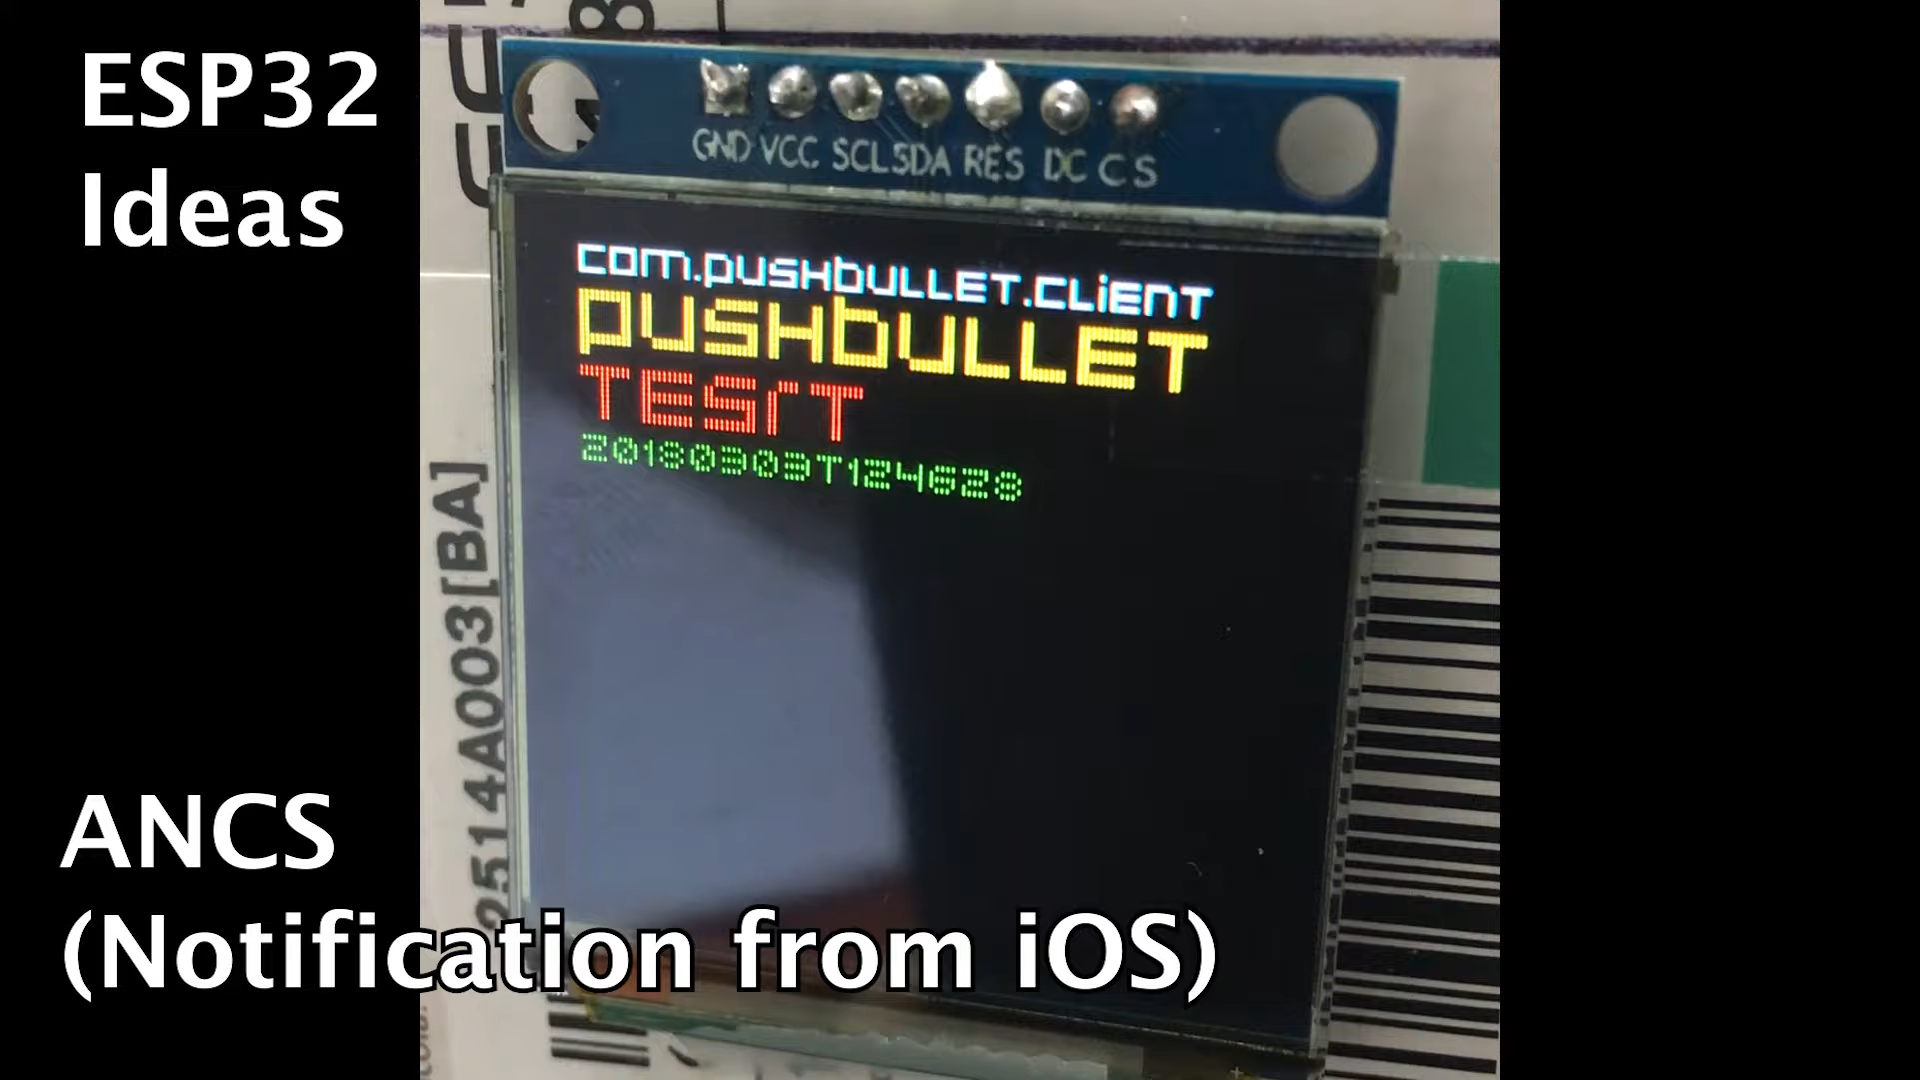 ESP32
Ideas
GND VCC SCL SDA RES DC CS
com.pushbullet.client
pushbullet
Tesrt
20180303T124628
2514A003[BA]
ANCS
(Notification from iOS)